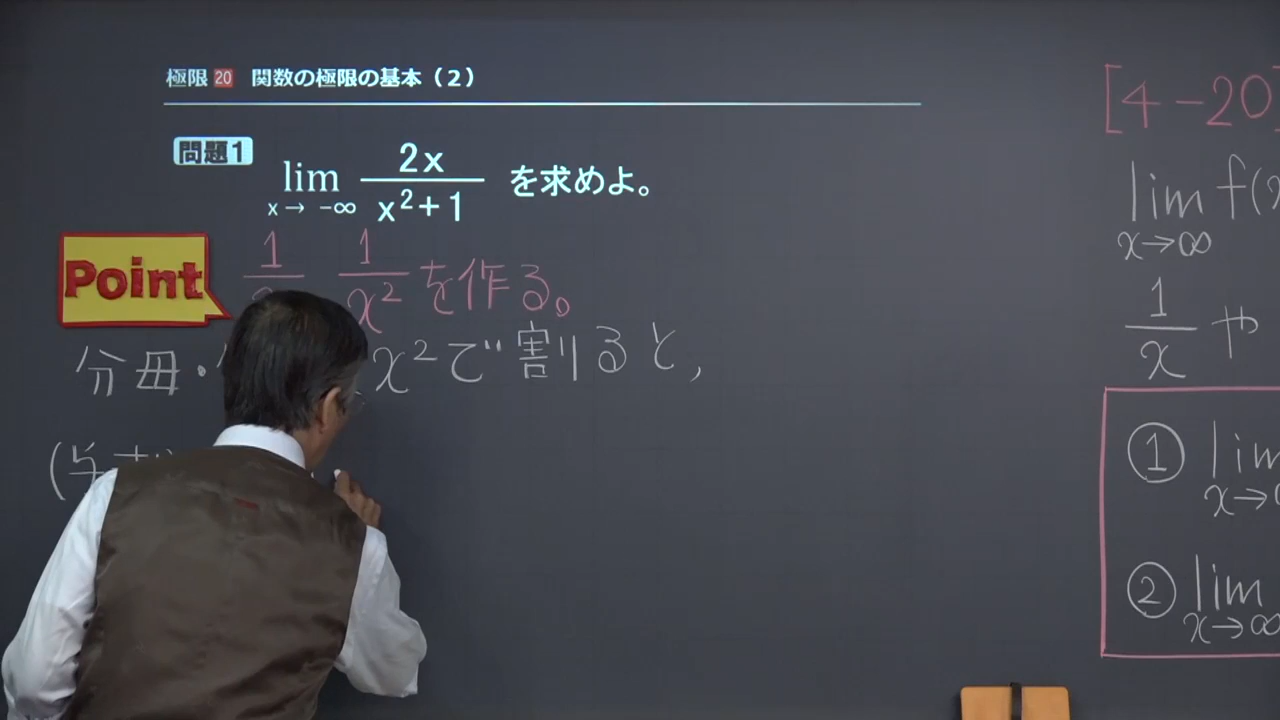 極限 20 関数の極限の基本（2）
問題1 lim x→ -∞ 2x / x²+1 を求めよ。
Point 1 1/x² を作る。
分母・ x²で割ると,
(与式)
[4-20]
lim x→∞ f(x
1/x や
① lim x→
② lim x→∞